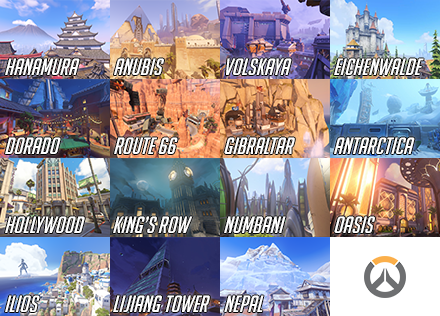 HANAMURA
ANUBIS
VOLSKAYA
EICHENWALDE
DORADO
ROUTE 66
GIBRALTAR
ANTARCTICA
HOLLYWOOD
KING'S ROW
NUMBANI
OASIS
ILIOS
LIJIANG TOWER
NEPAL